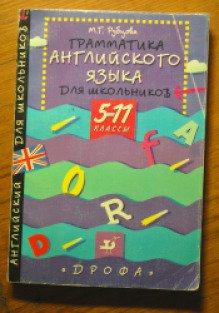 М.Г. Рубцова
ГРАММАТИКА
АНГЛИЙСКОГО
ЯЗЫКА
ДЛЯ ШКОЛЬНИКОВ
5-11
КЛАССЫ
АНГЛИЙСКИЙ ДЛЯ ШКОЛЬНИКОВ
F A
O R
D
• ДРОФА •